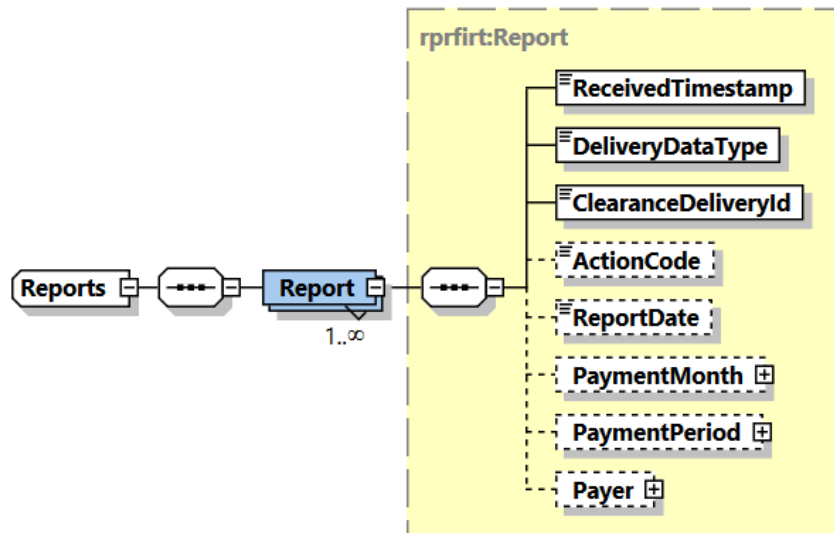 rprfirt:Report
ReceivedTimestamp
DeliveryDataType
ClearanceDeliveryId
ActionCode
Reports
Report
1..∞
ReportDate
PaymentMonth
PaymentPeriod
Payer